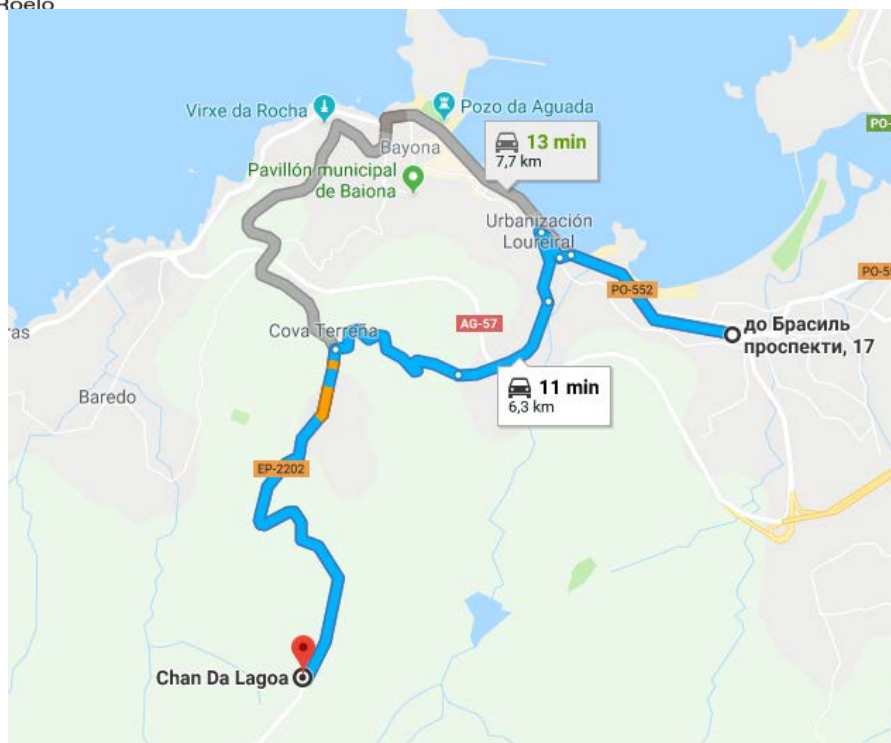 Roelo
Virxe da Rocha
Pozo da Aguada
PO-
Bayona
13 min
7,7 km
Pavillón municipal
de Baiona
Urbanización
Loureiral
PO-552
PO-5
AG-57
Cova Terreña
до Брасиль
проспекти, 17
ras
11 min
6,3 km
Baredo
EP-2202
Chan Da Lagoa